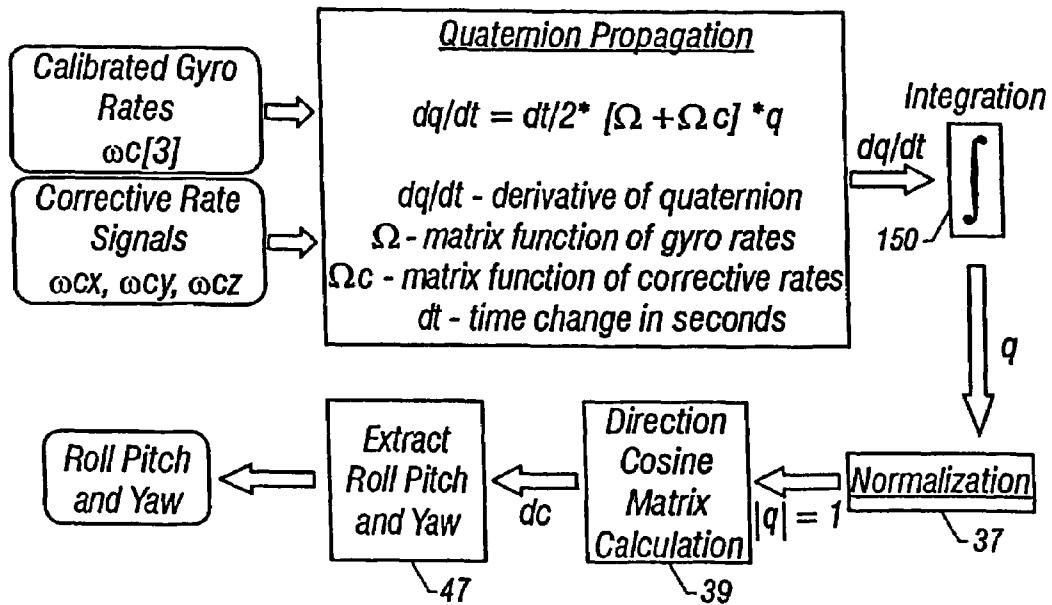 Calibrated Gyro
Rates
ωc[3]
Corrective Rate
Signals
ωcx, ωcy, ωcz
Quaternion Propagation
dq/dt = dt/2* [Ω +Ω c] *q
dq/dt - derivative of quaternion
Ω - matrix function of gyro rates
Ωc - matrix function of corrective rates
dt - time change in seconds
dq/dt
Integration
∫
150
q
Normalization
37
|q| = 1
Direction
Cosine
Matrix
Calculation
39
dc
Extract
Roll Pitch
and Yaw
47
Roll Pitch
and Yaw